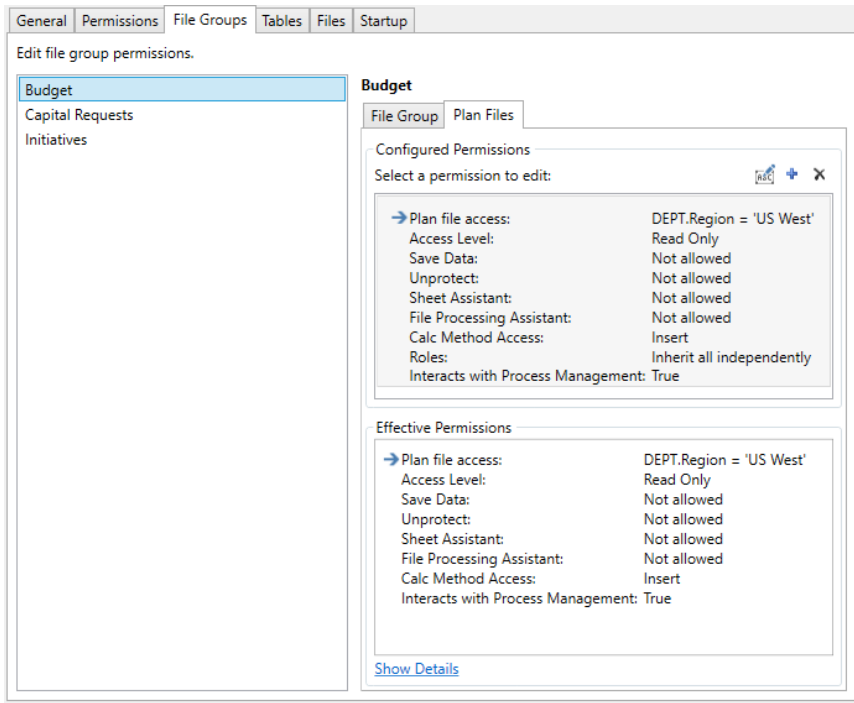 General Permissions File Groups Tables Files Startup
Edit file group permissions.
Budget
Capital Requests
Initiatives
Budget
File Group Plan Files
Configured Permissions
Select a permission to edit:
ABC
Plan file access: DEPT.Region = 'US West'
Access Level: Read Only
Save Data: Not allowed
Unprotect: Not allowed
Sheet Assistant: Not allowed
File Processing Assistant: Not allowed
Calc Method Access: Insert
Roles: Inherit all independently
Interacts with Process Management: True
Effective Permissions
Plan file access: DEPT.Region = 'US West'
Access Level: Read Only
Save Data: Not allowed
Unprotect: Not allowed
Sheet Assistant: Not allowed
File Processing Assistant: Not allowed
Calc Method Access: Insert
Interacts with Process Management: True
Show Details